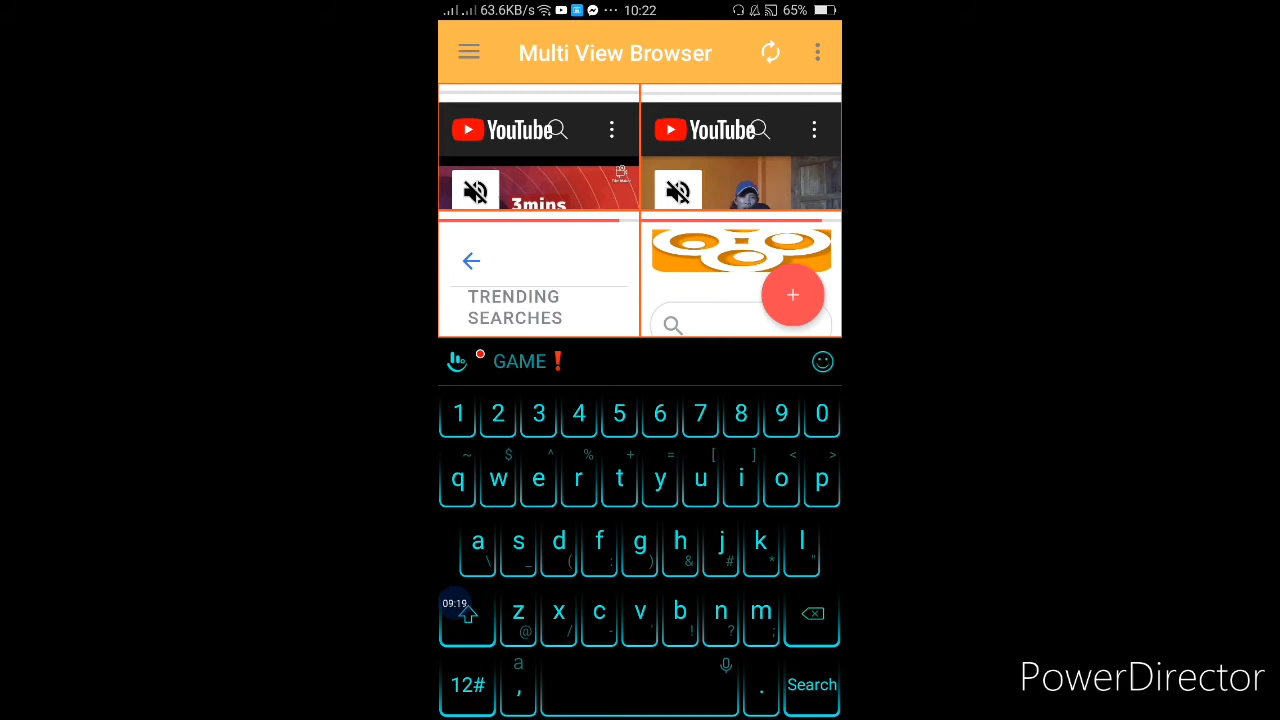 63.6KB/s ··· 10:22 65%
Multi View Browser
YouTube YouTube
3mins
TRENDING
SEARCHES
GAME❗
1 2 3 4 5 6 7 8 9 0
~ $ ^ % + = [ ] < >
q w e r t y u i o p
a s d f g h j k l
\ _ ( : ) & # * "
09:19
z x c v b n m
@ / - ' ! ? ;
a
12# , . Search
PowerDirector